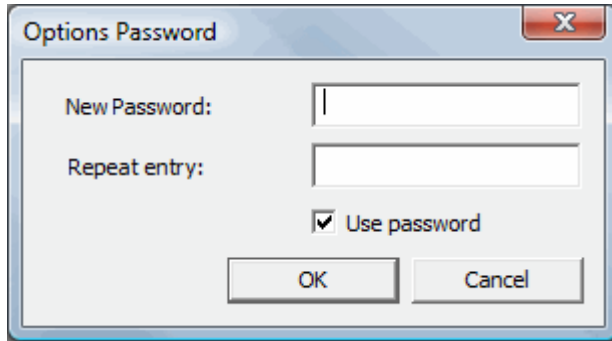 Options Password
New Password:
Repeat entry:
Use password
OK Cancel